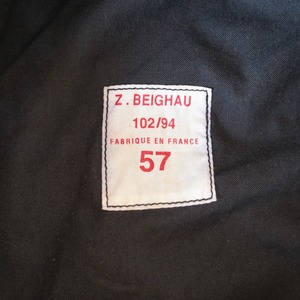 Z. BEIGHAU
102/94
FABRIQUE EN FRANCE
57